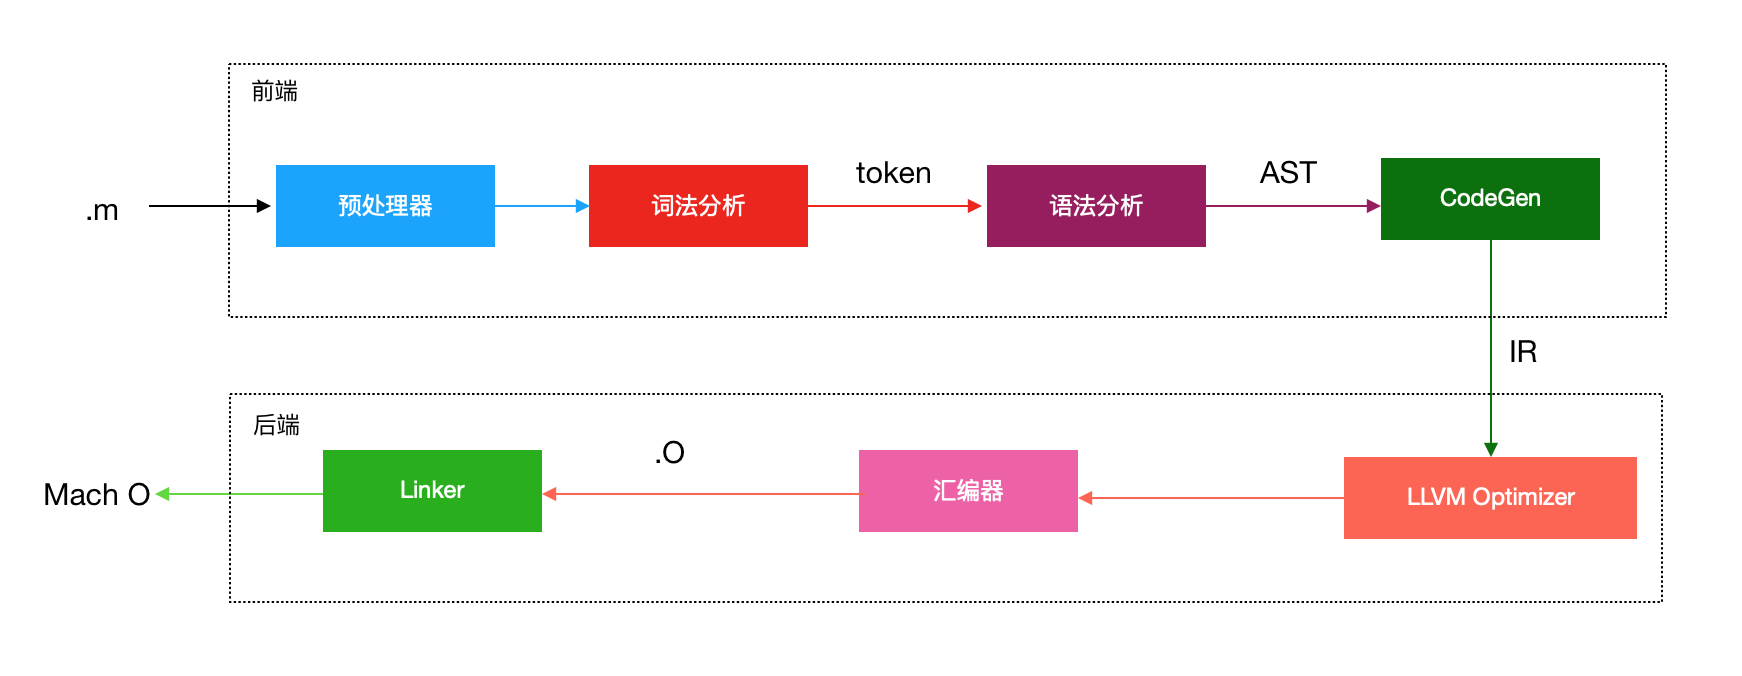 前端
.m
预处理器
词法分析
token
语法分析
AST
CodeGen
IR
后端
Mach O
Linker
.O
汇编器
LLVM Optimizer